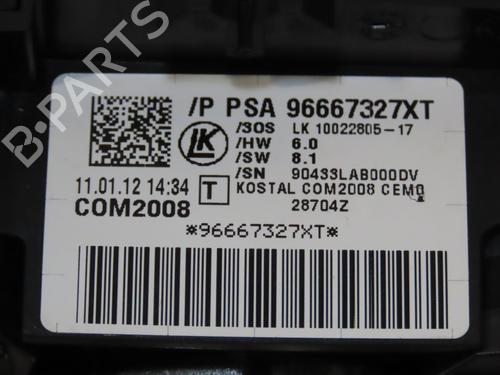 /P PSA 96667327XT
/SOS LK 10022805-17
/HW 6.0
/SW 8.1
/SN 90433LAB000DV
KOSTAL COM2008 CEM0
28704Z
LK
11.01.12 14:34
T
COM2008
*96667327XT*
B-PARTS